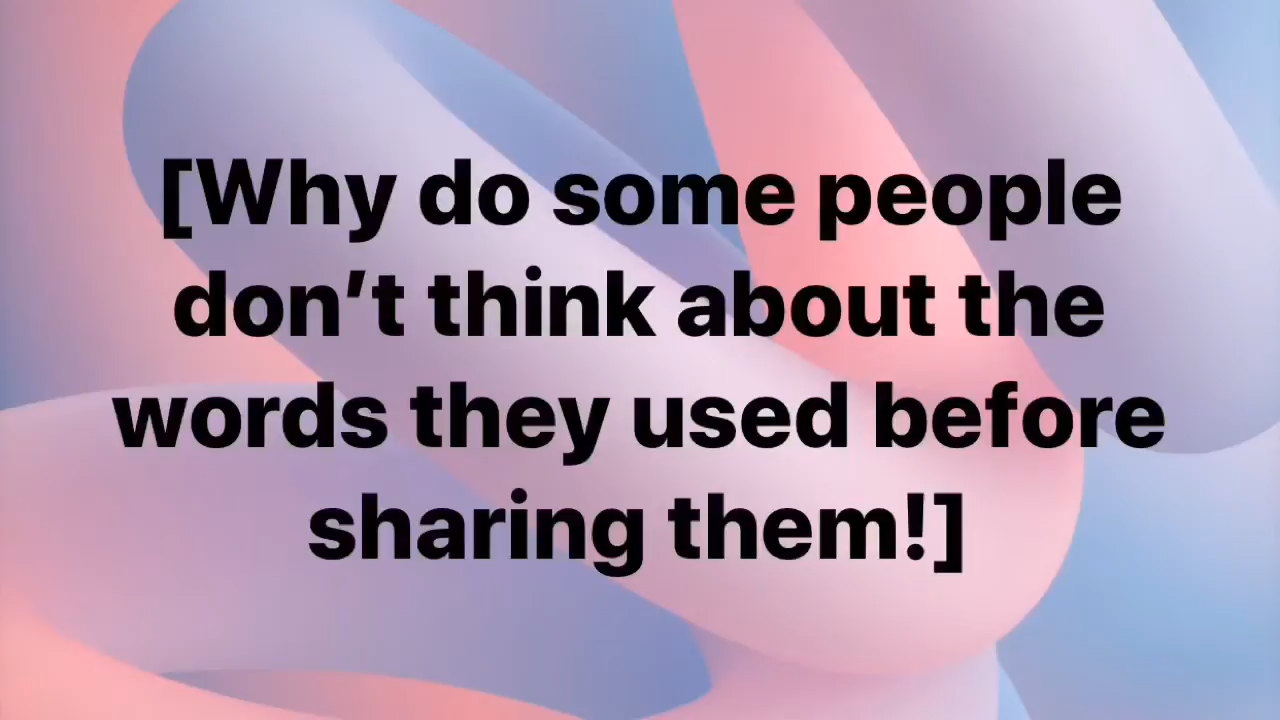 [Why do some people
don’t think about the
words they used before
sharing them!]